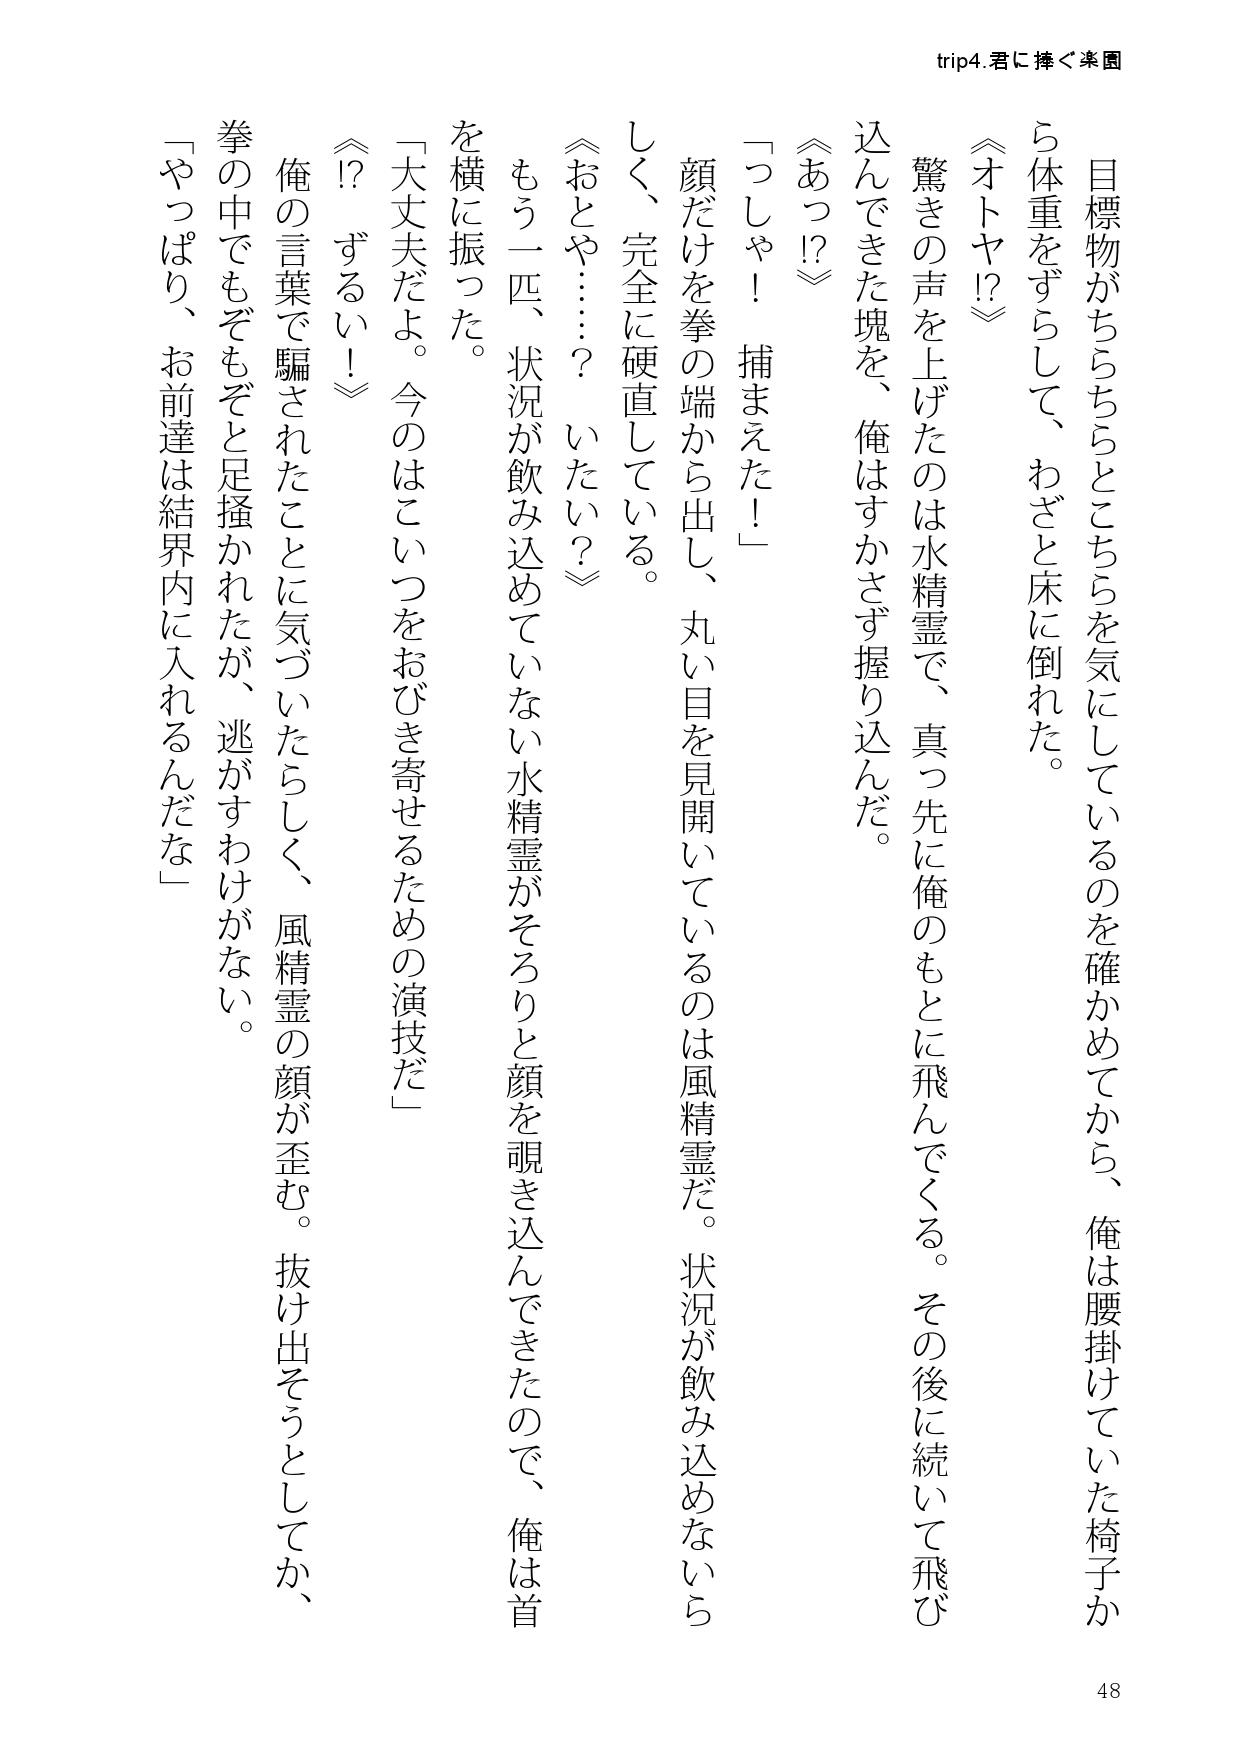 trip4.君に捧ぐ楽園
　目標物がちらちらとこちらを気にしているのを確かめてから、俺は腰掛けていた椅子か
ら体重をずらして、わざと床に倒れた。
《オトヤ!?》
　驚きの声を上げたのは水精霊で、真っ先に俺のもとに飛んでくる。その後に続いて飛び
込んできた塊を、俺はすかさず握り込んだ。
《あっ!?》
「つしゃ！　捕まえた！」
　顔だけを拳の端から出し、丸い目を見開いているのは風精霊だ。状況が飲み込めないら
しく、完全に硬直している。
《おとや……？　いたい？》
　もう一匹、状況が飲み込めていない水精霊がそろりと顔を覗き込んできたので、俺は首
を横に振った。
「大丈夫だよ。今のはこいつをおびき寄せるための演技だ」
《!?　ずるい！》
　俺の言葉で騙されたことに気づいたらしく、風精霊の顔が歪む。抜け出そうとしてか、
拳の中でもぞもぞと足掻かれたが、逃がすわけがない。
「やっぱり、お前達は結界内に入れるんだな」
48